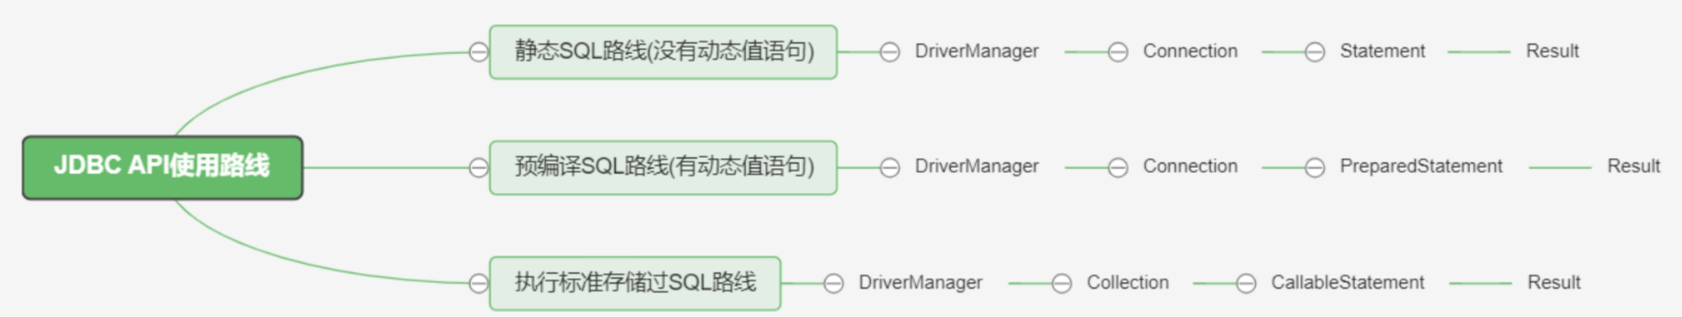 JDBC API使用路线
静态SQL路线(没有动态值语句)
DriverManager
Connection
Statement
Result
预编译SQL路线(有动态值语句)
DriverManager
Connection
PreparedStatement
Result
执行标准存储过SQL路线
DriverManager
Collection
CallableStatement
Result